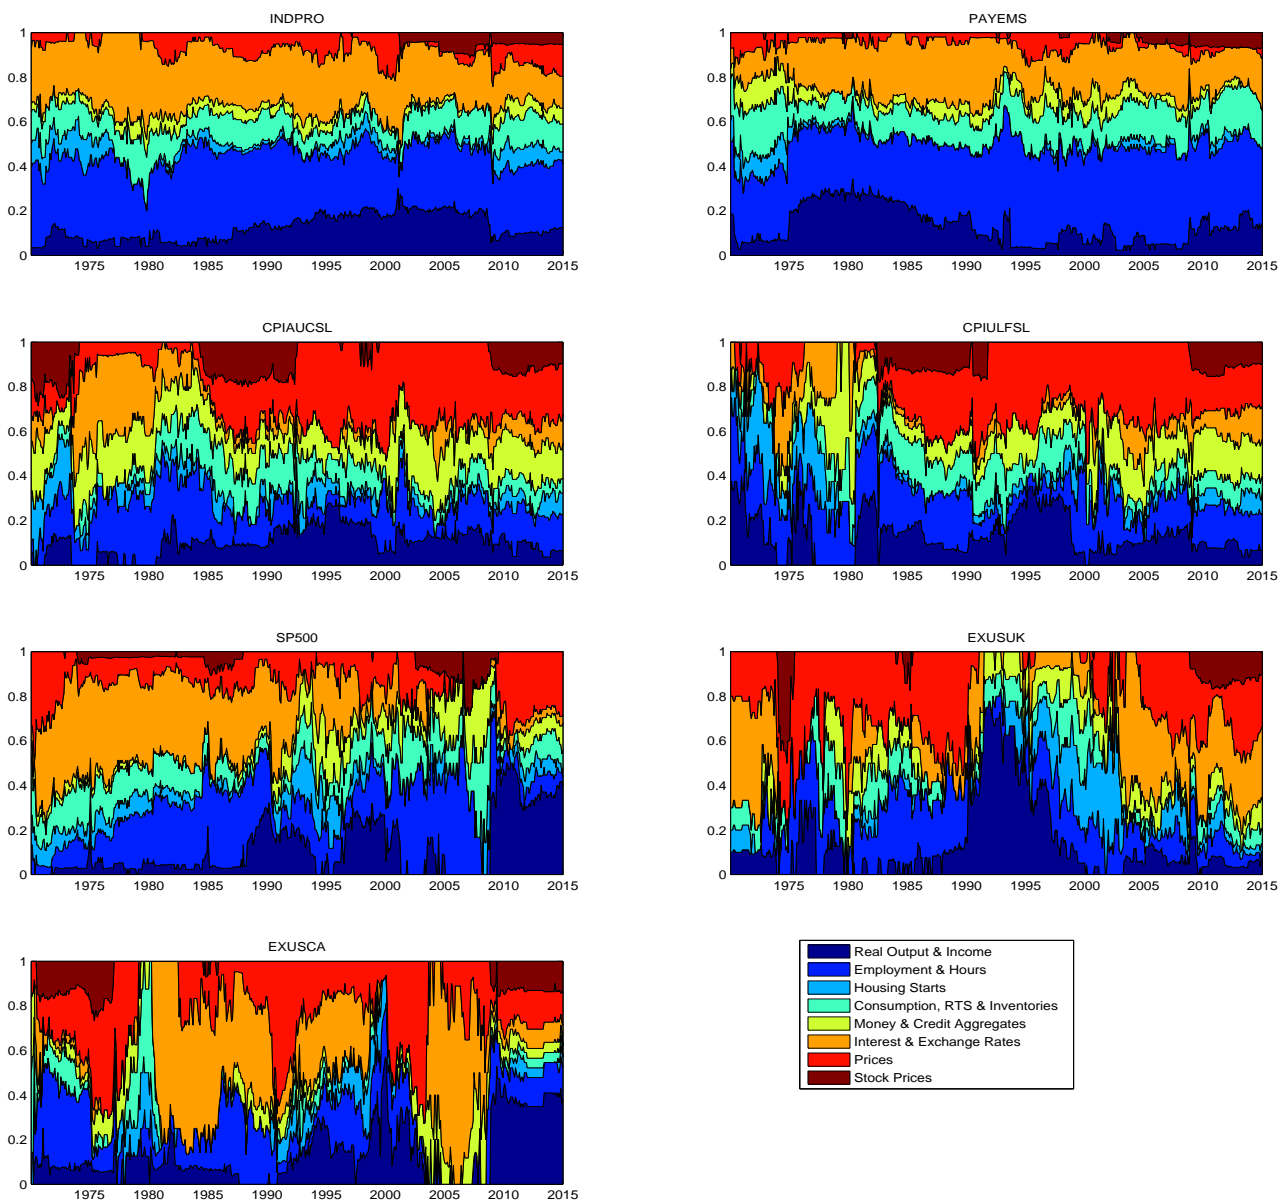 INDPRO
1
0.8
0.6
0.4
0.2
0
1975 1980 1985 1990 1995 2000 2005 2010 2015
PAYEMS
1
0.8
0.6
0.4
0.2
0
1975 1980 1985 1990 1995 2000 2005 2010 2015
CPIAUCSL
1
0.8
0.6
0.4
0.2
0
1975 1980 1985 1990 1995 2000 2005 2010 2015
CPIULFSL
1
0.8
0.6
0.4
0.2
0
1975 1980 1985 1990 1995 2000 2005 2010 2015
SP500
1
0.8
0.6
0.4
0.2
0
1975 1980 1985 1990 1995 2000 2005 2010 2015
EXUSUK
1
0.8
0.6
0.4
0.2
0
1975 1980 1985 1990 1995 2000 2005 2010 2015
EXUSCA
1
0.8
0.6
0.4
0.2
0
1975 1980 1985 1990 1995 2000 2005 2010 2015
Real Output & Income
Employment & Hours
Housing Starts
Consumption, RTS & Inventories
Money & Credit Aggregates
Interest & Exchange Rates
Prices
Stock Prices